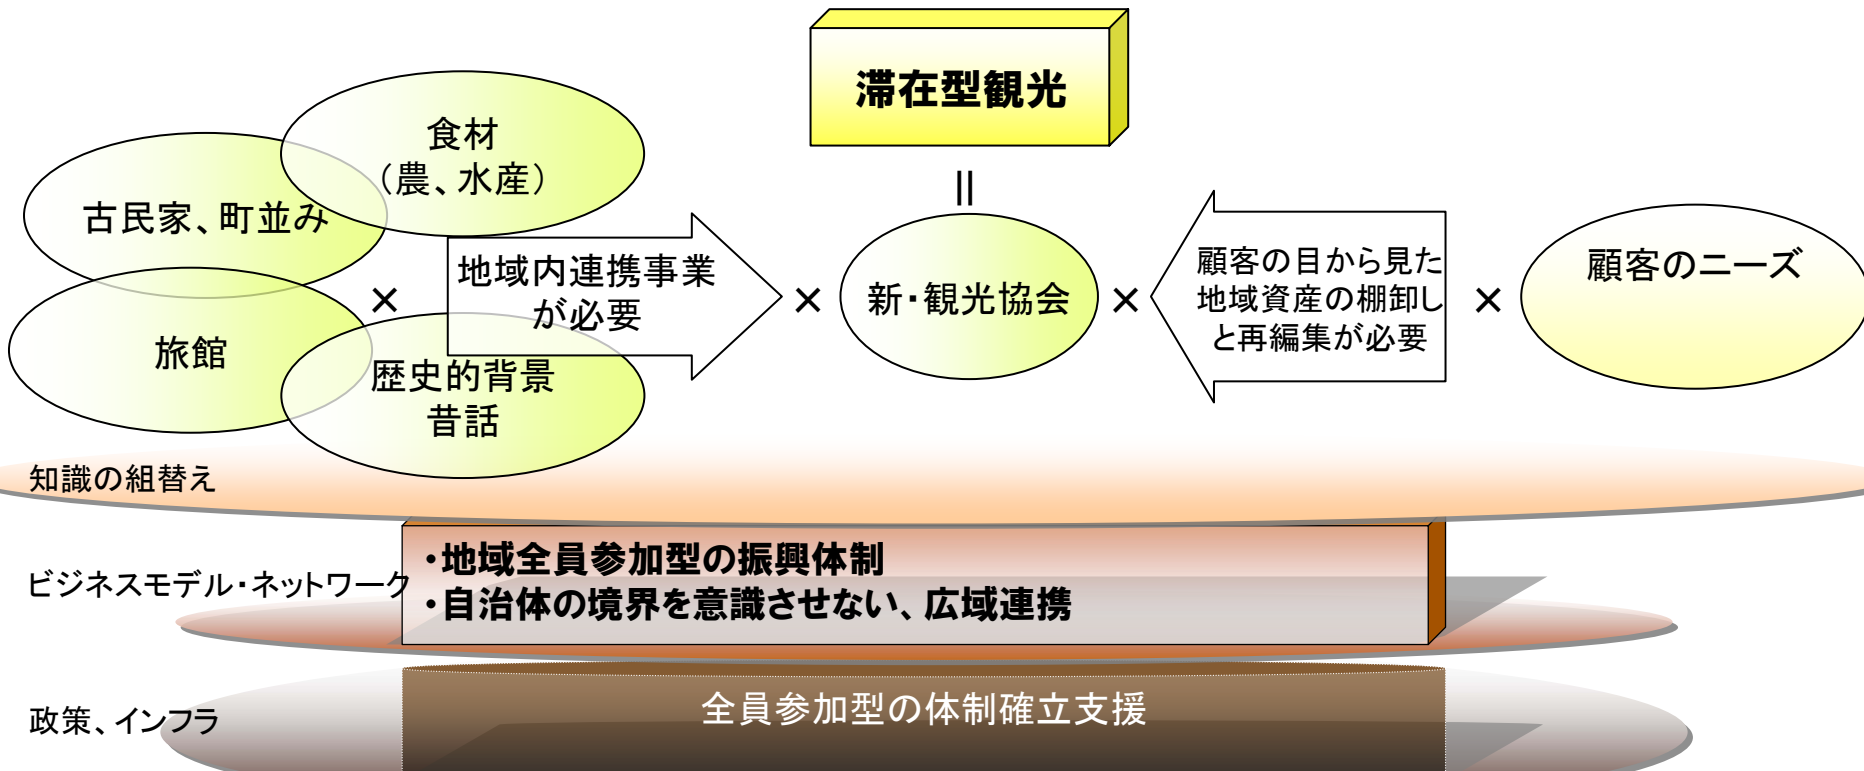 滞在型観光
||
食材
（農、水産）
古民家、町並み
旅館
×
歴史的背景
昔話
地域内連携事業
が必要
×
新・観光協会
×
顧客の目から見た
地域資産の棚卸し
と再編集が必要
×
顧客のニーズ
知識の組替え
ビジネスモデル・ネットワーク
・地域全員参加型の振興体制
・自治体の境界を意識させない、広域連携
政策、インフラ
全員参加型の体制確立支援